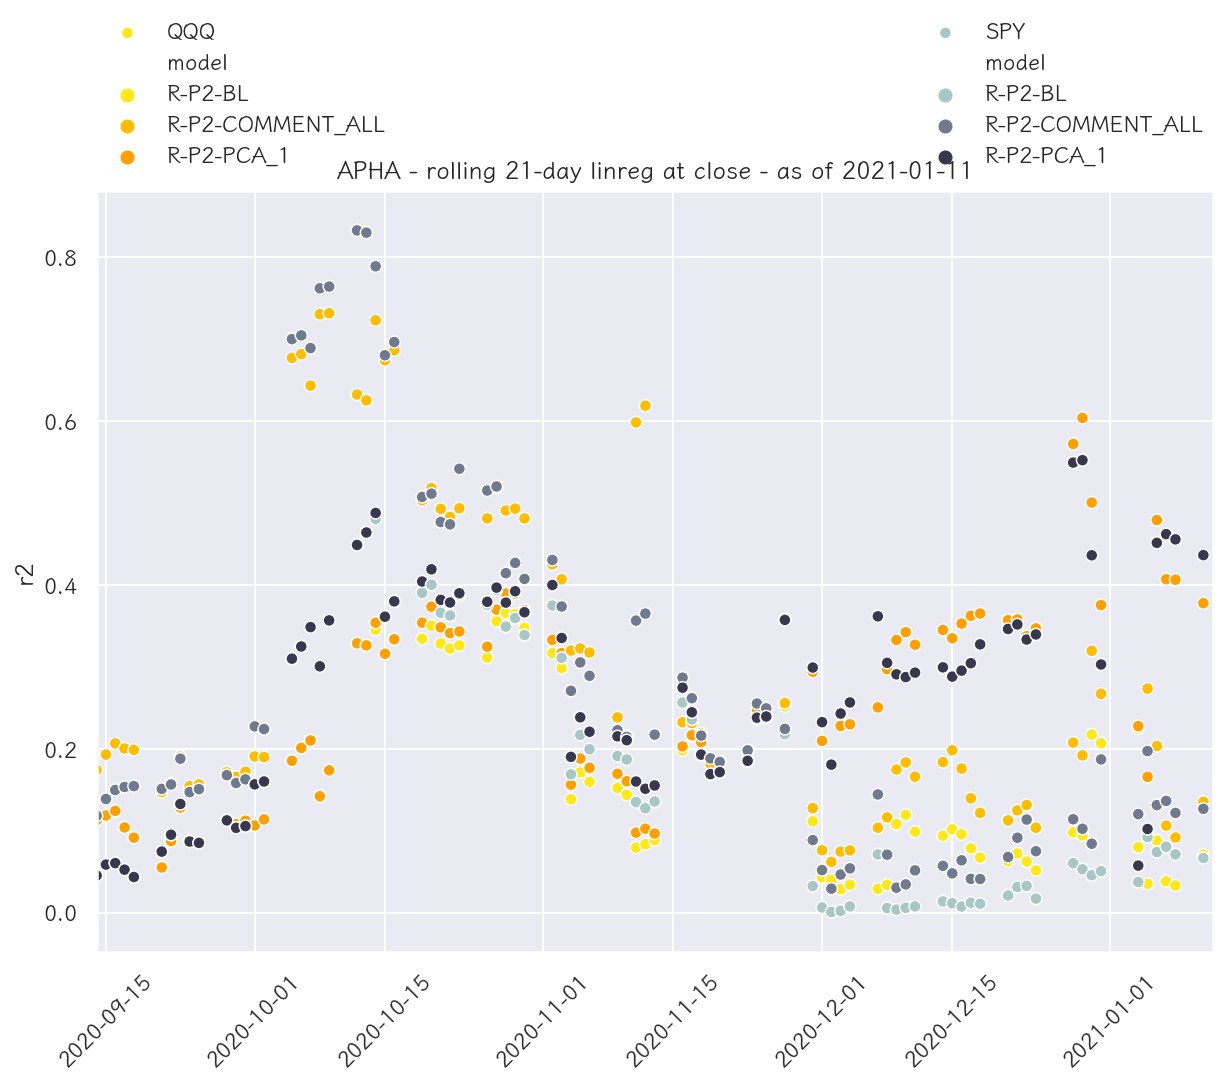 QQQ
model
R-P2-BL
R-P2-COMMENT_ALL
R-P2-PCA_1
SPY
model
R-P2-BL
R-P2-COMMENT_ALL
R-P2-PCA_1
APHA - rolling 21-day linreg at close - as of 2021-01-11
r2
0.8
0.6
0.4
0.2
0.0
2020-09-15
2020-10-01
2020-10-15
2020-11-01
2020-11-15
2020-12-01
2020-12-15
2021-01-01